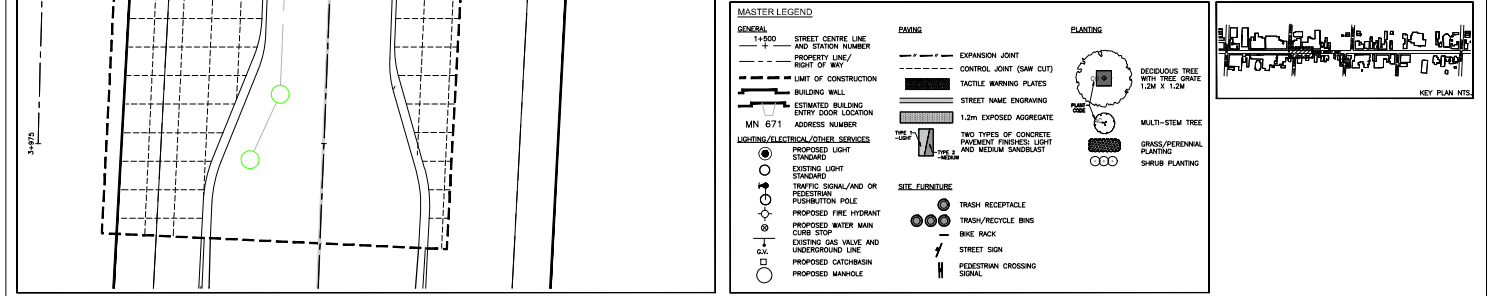 3+975
T
MASTER LEGEND
GENERAL
1+500
STREET CENTRE LINE
AND STATION NUMBER
PROPERTY LINE/
RIGHT OF WAY
LIMIT OF CONSTRUCTION
BUILDING WALL
ESTIMATED BUILDING
ENTRY DOOR LOCATION
MN 671
ADDRESS NUMBER
LIGHTING/ELECTRICAL/OTHER SERVICES
PROPOSED LIGHT
STANDARD
EXISTING LIGHT
STANDARD
TRAFFIC SIGNAL/AND OR
PEDESTRIAN
PUSHBUTTON POLE
PROPOSED FIRE HYDRANT
PROPOSED WATER MAIN
CURB STOP
EXISTING GAS VALVE AND
UNDERGROUND LINE
G.V.
PROPOSED CATCHBASIN
PROPOSED MANHOLE
PAVING
EXPANSION JOINT
CONTROL JOINT (SAW CUT)
TACTILE WARNING PLATES
STREET NAME ENGRAVING
1.2m EXPOSED AGGREGATE
TYPE 1
-LIGHT
TYPE 2
-MEDIUM
TWO TYPES OF CONCRETE
PAVEMENT FINISHES: LIGHT
AND MEDIUM SANDBLAST
SITE FURNITURE
TRASH RECEPTACLE
TRASH/RECYCLE BINS
BIKE RACK
STREET SIGN
PEDESTRIAN CROSSING
SIGNAL
PLANTING
DECIDUOUS TREE
WITH TREE GRATE
1.2M X 1.2M
PLANT
CODE
MULTI-STEM TREE
GRASS/PERENNIAL
PLANTING
SHRUB PLANTING
KEY PLAN NTS.